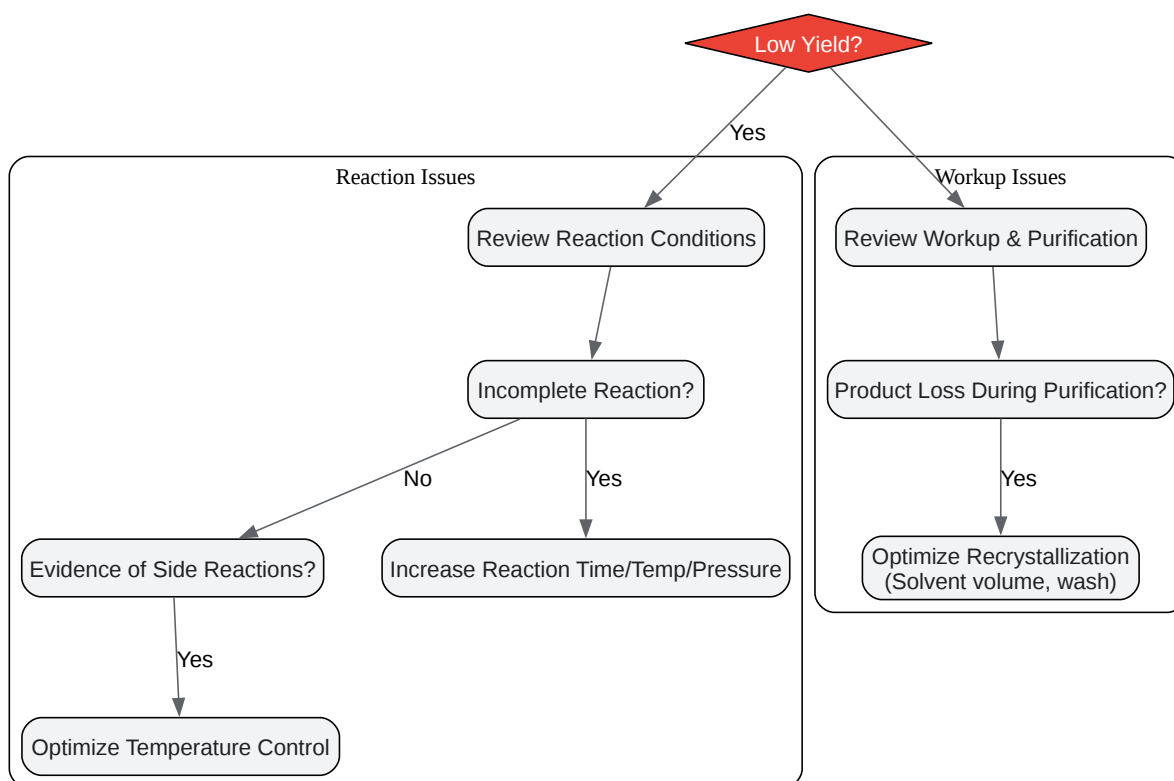 Low Yield?
Yes
Reaction Issues
Workup Issues
Review Reaction Conditions
Review Workup & Purification
Incomplete Reaction?
Product Loss During Purification?
No
Yes
Yes
Evidence of Side Reactions?
Increase Reaction Time/Temp/Pressure
Optimize Recrystallization
(Solvent volume, wash)
Yes
Optimize Temperature Control